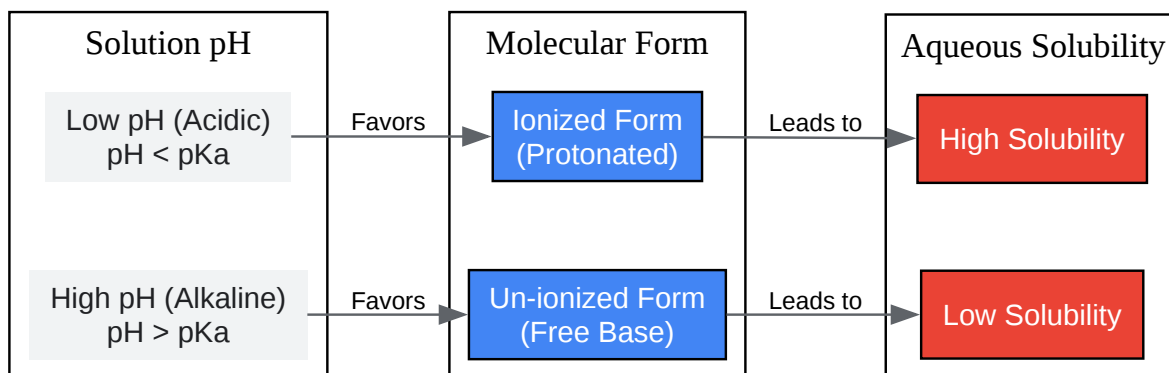 Solution pH
Molecular Form
Aqueous Solubility
Low pH (Acidic)
pH < pKa
Favors
Ionized Form
(Protonated)
Leads to
High Solubility
High pH (Alkaline)
pH > pKa
Favors
Un-ionized Form
(Free Base)
Leads to
Low Solubility